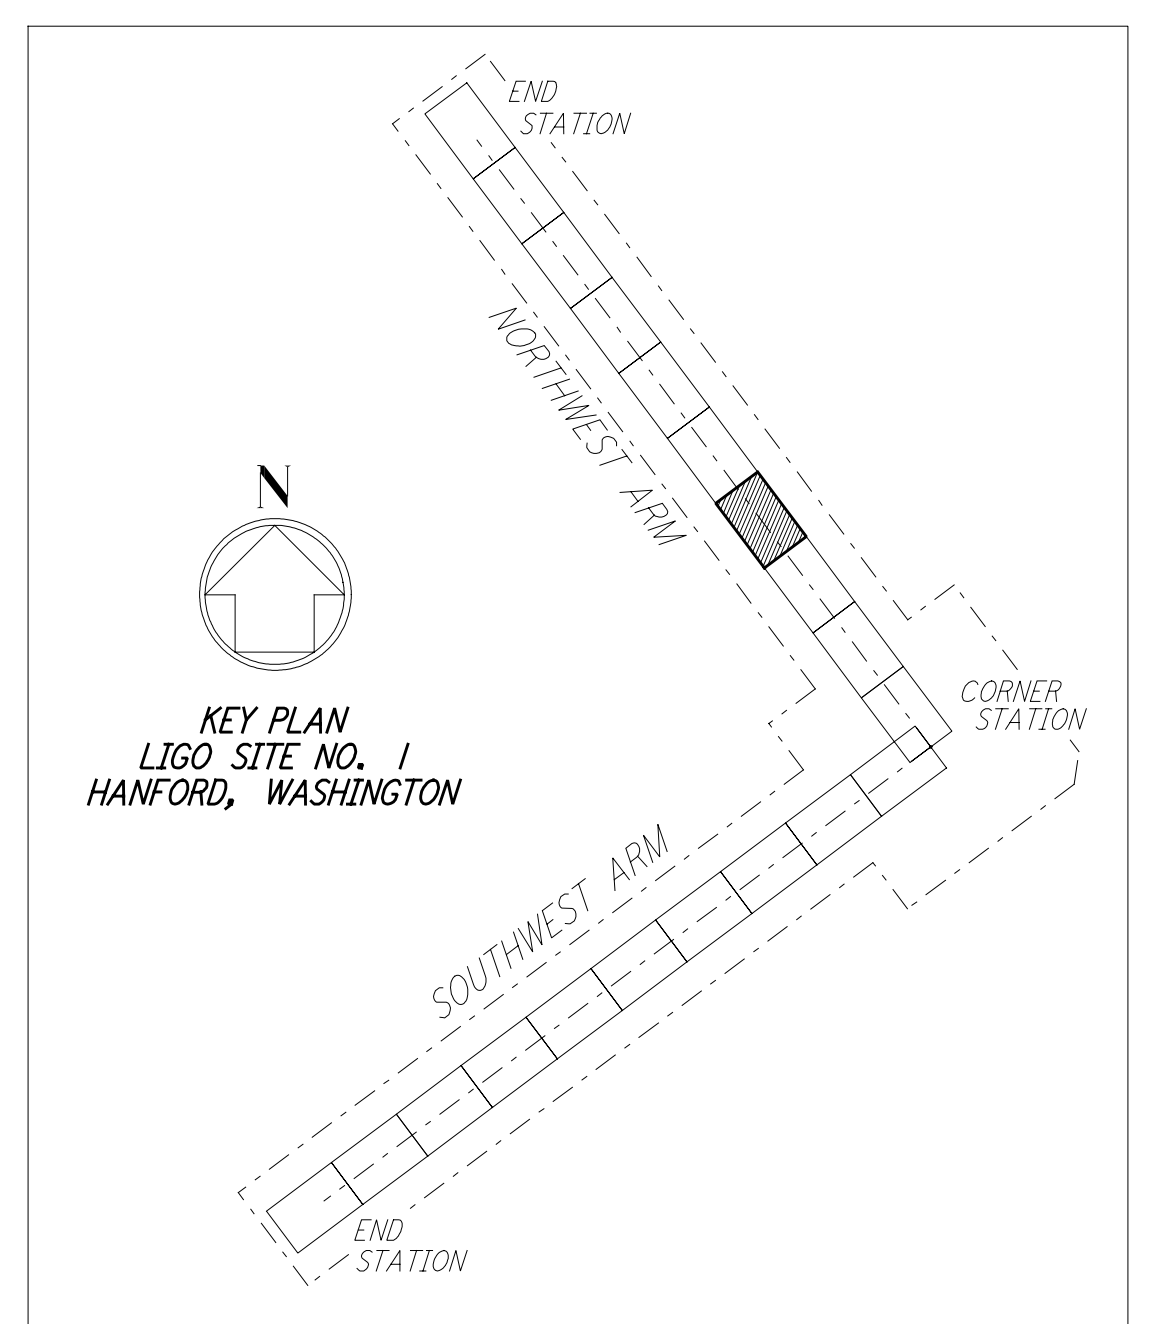 END
STATION
NORTHWEST ARM
N
KEY PLAN
LIGO SITE NO. 1
HANFORD, WASHINGTON
CORNER
STATION
SOUTHWEST ARM
END
STATION